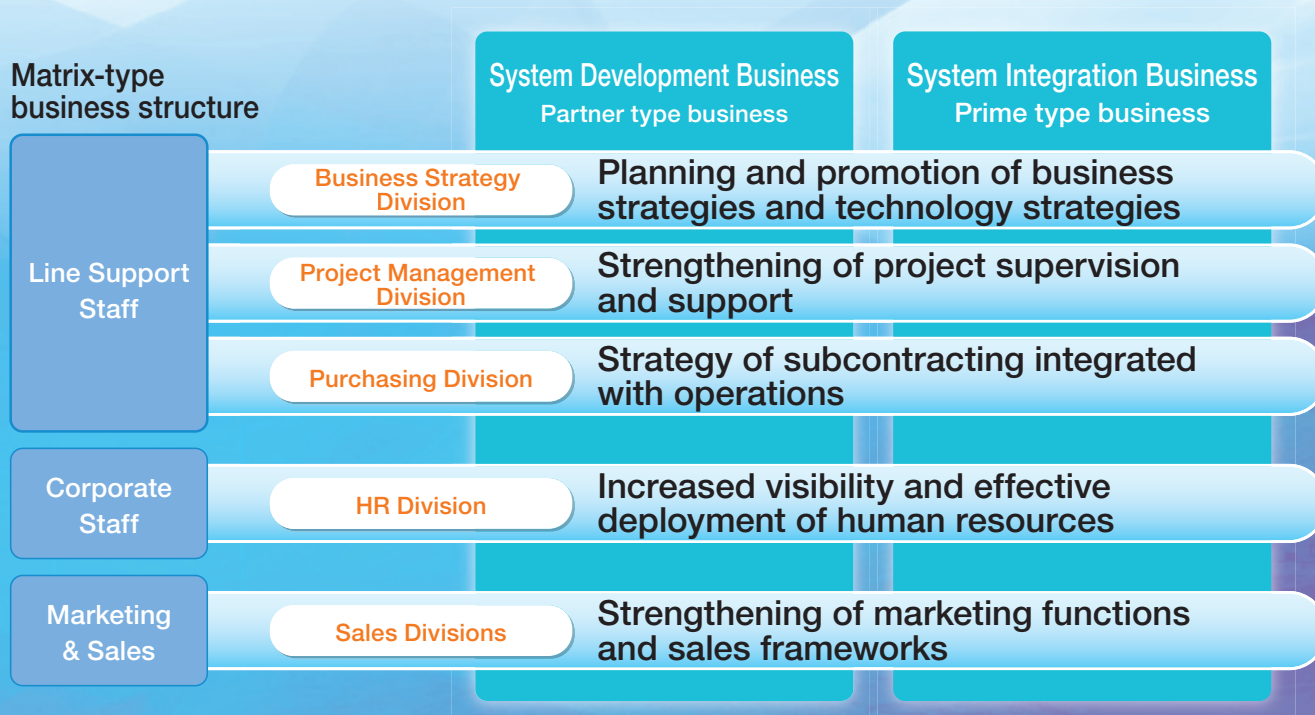 Matrix-type
business structure
System Development Business
Partner type business
System Integration Business
Prime type business
Line Support
Staff
Business Strategy
Division
Planning and promotion of business
strategies and technology strategies
Project Management
Division
Strengthening of project supervision
and support
Purchasing Division
Strategy of subcontracting integrated
with operations
Corporate
Staff
HR Division
Increased visibility and effective
deployment of human resources
Marketing
& Sales
Sales Divisions
Strengthening of marketing functions
and sales frameworks